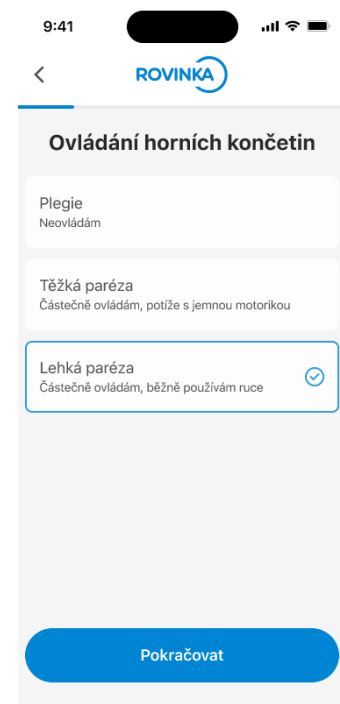 9:41
ROVINKA
Ovládání horních končetin
Plegie
Neovládám
Těžká paréza
Částečně ovládám, potíže s jemnou motorikou
Lehká paréza
Částečně ovládám, běžně používám ruce
Pokračovat